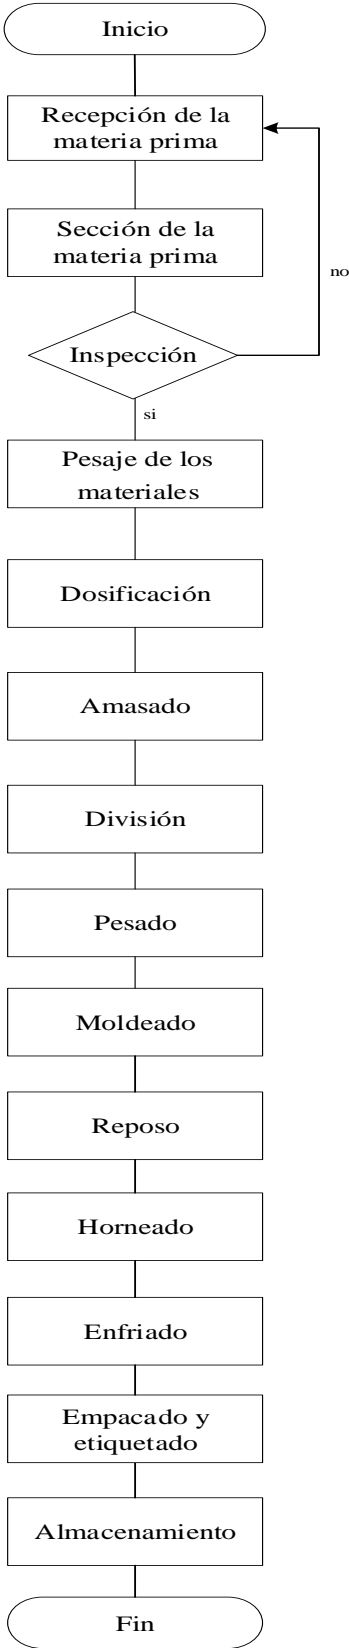 Inicio
Recepción de la
materia prima
Sección de la
materia prima
no
Inspección
si
Pesaje de los
materiales
Dosificación
Amasado
División
Pesado
Moldeado
Reposo
Horneado
Enfriado
Empacado y
etiquetado
Almacenamiento
Fin